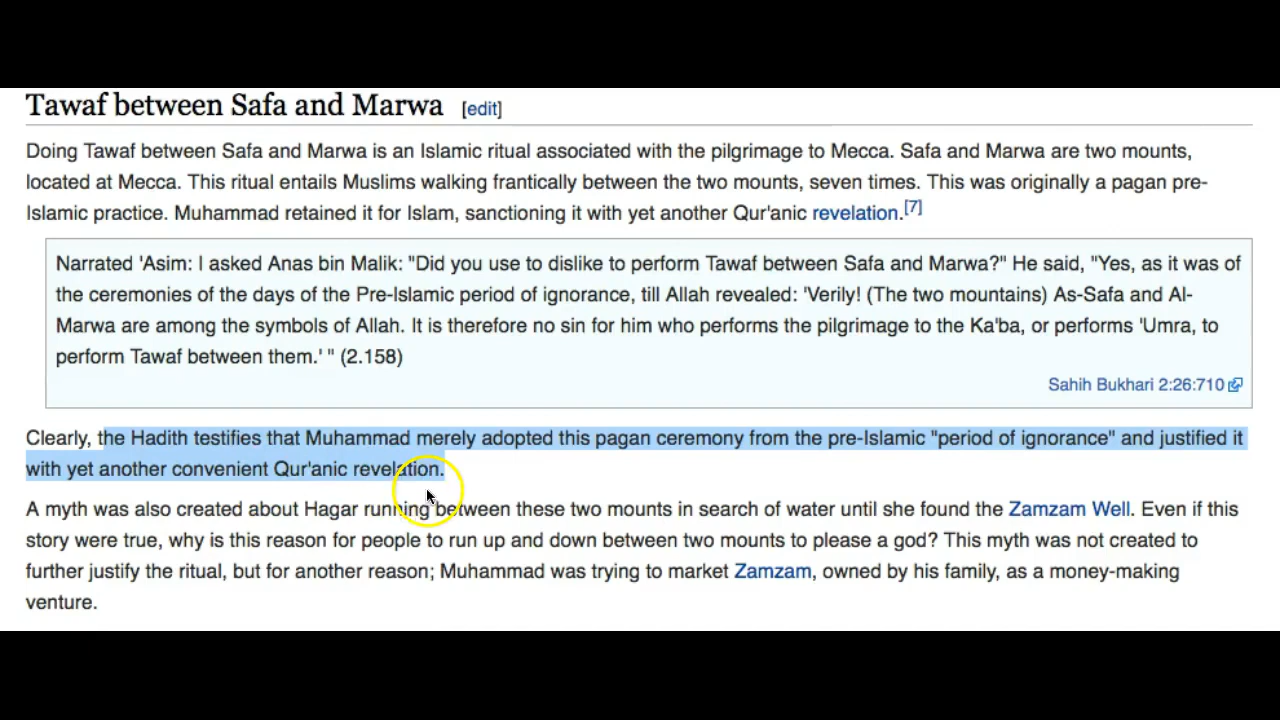 Tawaf between Safa and Marwa [edit]
Doing Tawaf between Safa and Marwa is an Islamic ritual associated with the pilgrimage to Mecca. Safa and Marwa are two mounts,
located at Mecca. This ritual entails Muslims walking frantically between the two mounts, seven times. This was originally a pagan pre-
Islamic practice. Muhammad retained it for Islam, sanctioning it with yet another Qur'anic revelation.[7]
Narrated 'Asim: I asked Anas bin Malik: "Did you use to dislike to perform Tawaf between Safa and Marwa?" He said, "Yes, as it was of
the ceremonies of the days of the Pre-Islamic period of ignorance, till Allah revealed: 'Verily! (The two mountains) As-Safa and Al-
Marwa are among the symbols of Allah. It is therefore no sin for him who performs the pilgrimage to the Ka'ba, or performs 'Umra, to
perform Tawaf between them.' " (2.158)
Sahih Bukhari 2:26:710
Clearly, the Hadith testifies that Muhammad merely adopted this pagan ceremony from the pre-Islamic "period of ignorance" and justified it
with yet another convenient Qur'anic revelation.
A myth was also created about Hagar running between these two mounts in search of water until she found the Zamzam Well. Even if this
story were true, why is this reason for people to run up and down between two mounts to please a god? This myth was not created to
further justify the ritual, but for another reason; Muhammad was trying to market Zamzam, owned by his family, as a money-making
venture.